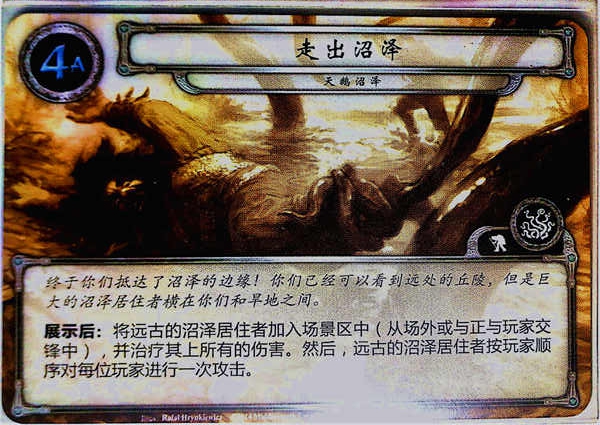 4A
走出沼泽
天鹅沼泽
终于你们抵达了沼泽的边缘！你们已经可以看到远处的丘陵，但是巨
大的沼泽居住者横在你们和旱地之间。
展示后：将远古的沼泽居住者加入场景区中（从场外或与正与玩家交
锋中），并治疗其上所有的伤害。然后，远古的沼泽居住者按玩家顺
序对每位玩家进行一次攻击。
Rafał Hrynkiewicz